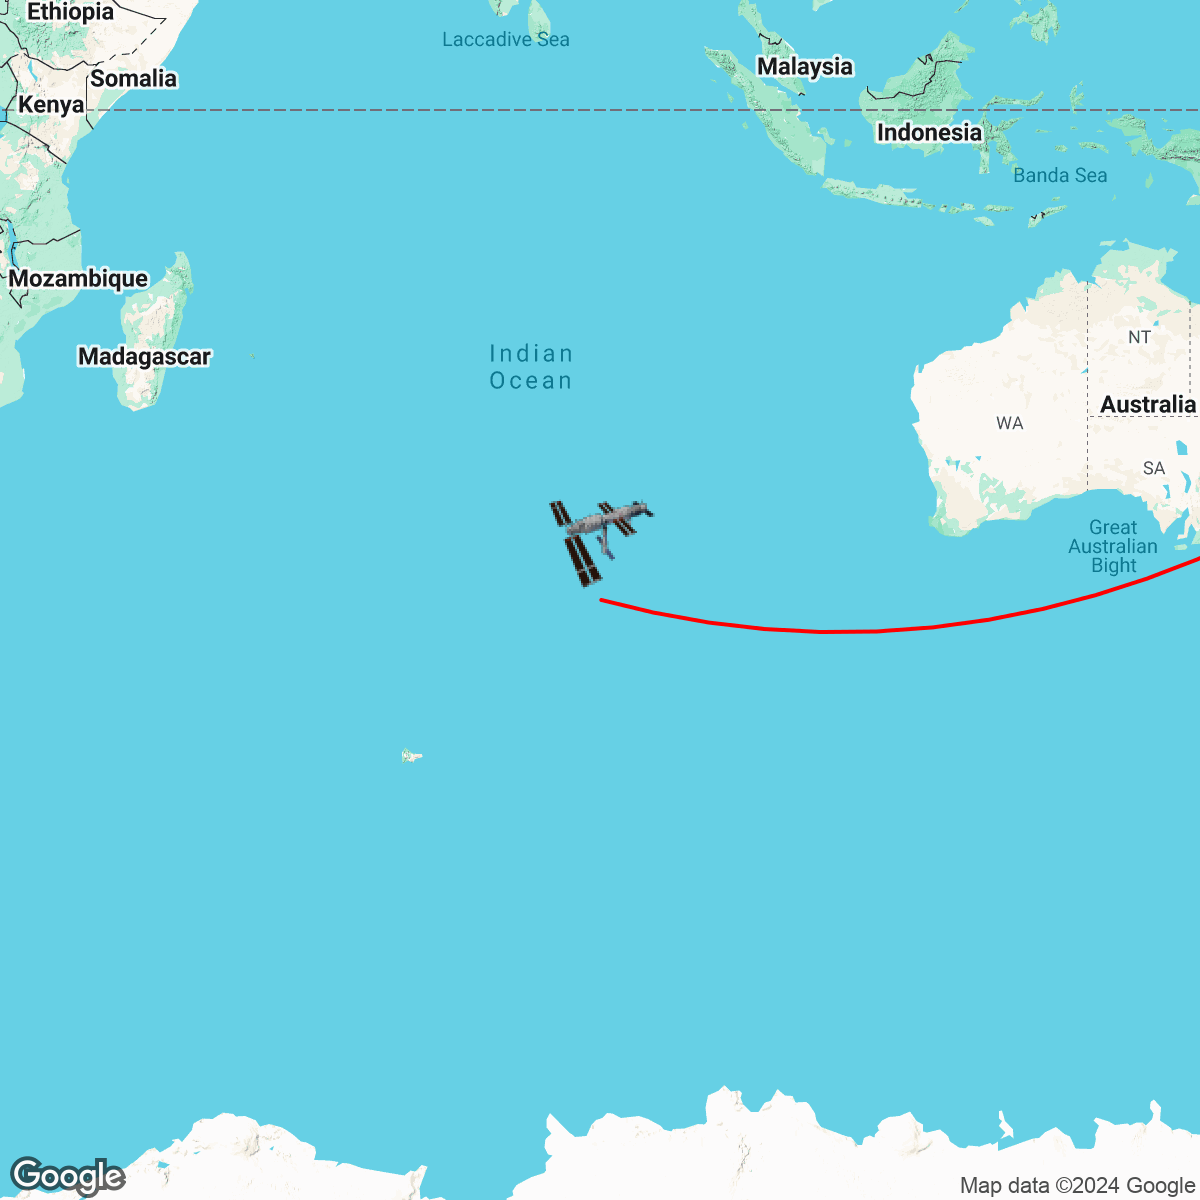 Ethiopia
Laccadive Sea
Somalia
Malaysia
Kenya
Indonesia
Banda Sea
Mozambique
NT
Madagascar
Indian
Ocean
Australia
WA
SA
Great
Australian
Bight
Google
Map data ©2024 Google